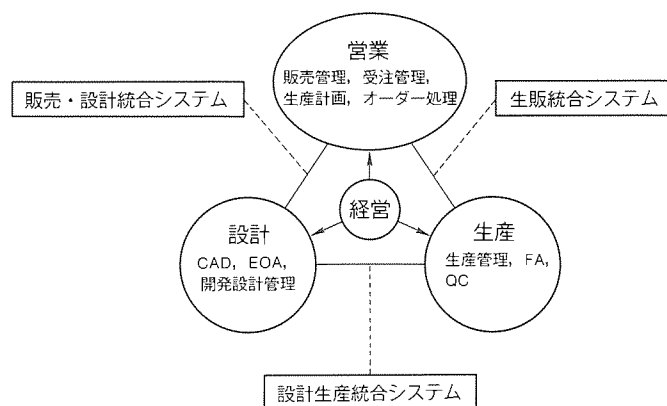 営業
販売管理，受注管理，
生産計画，オーダー処理
販売・設計統合システム
生販統合システム
経営
設計
CAD，EOA，
開発設計管理
生産
生産管理，FA，
QC
設計生産統合システム